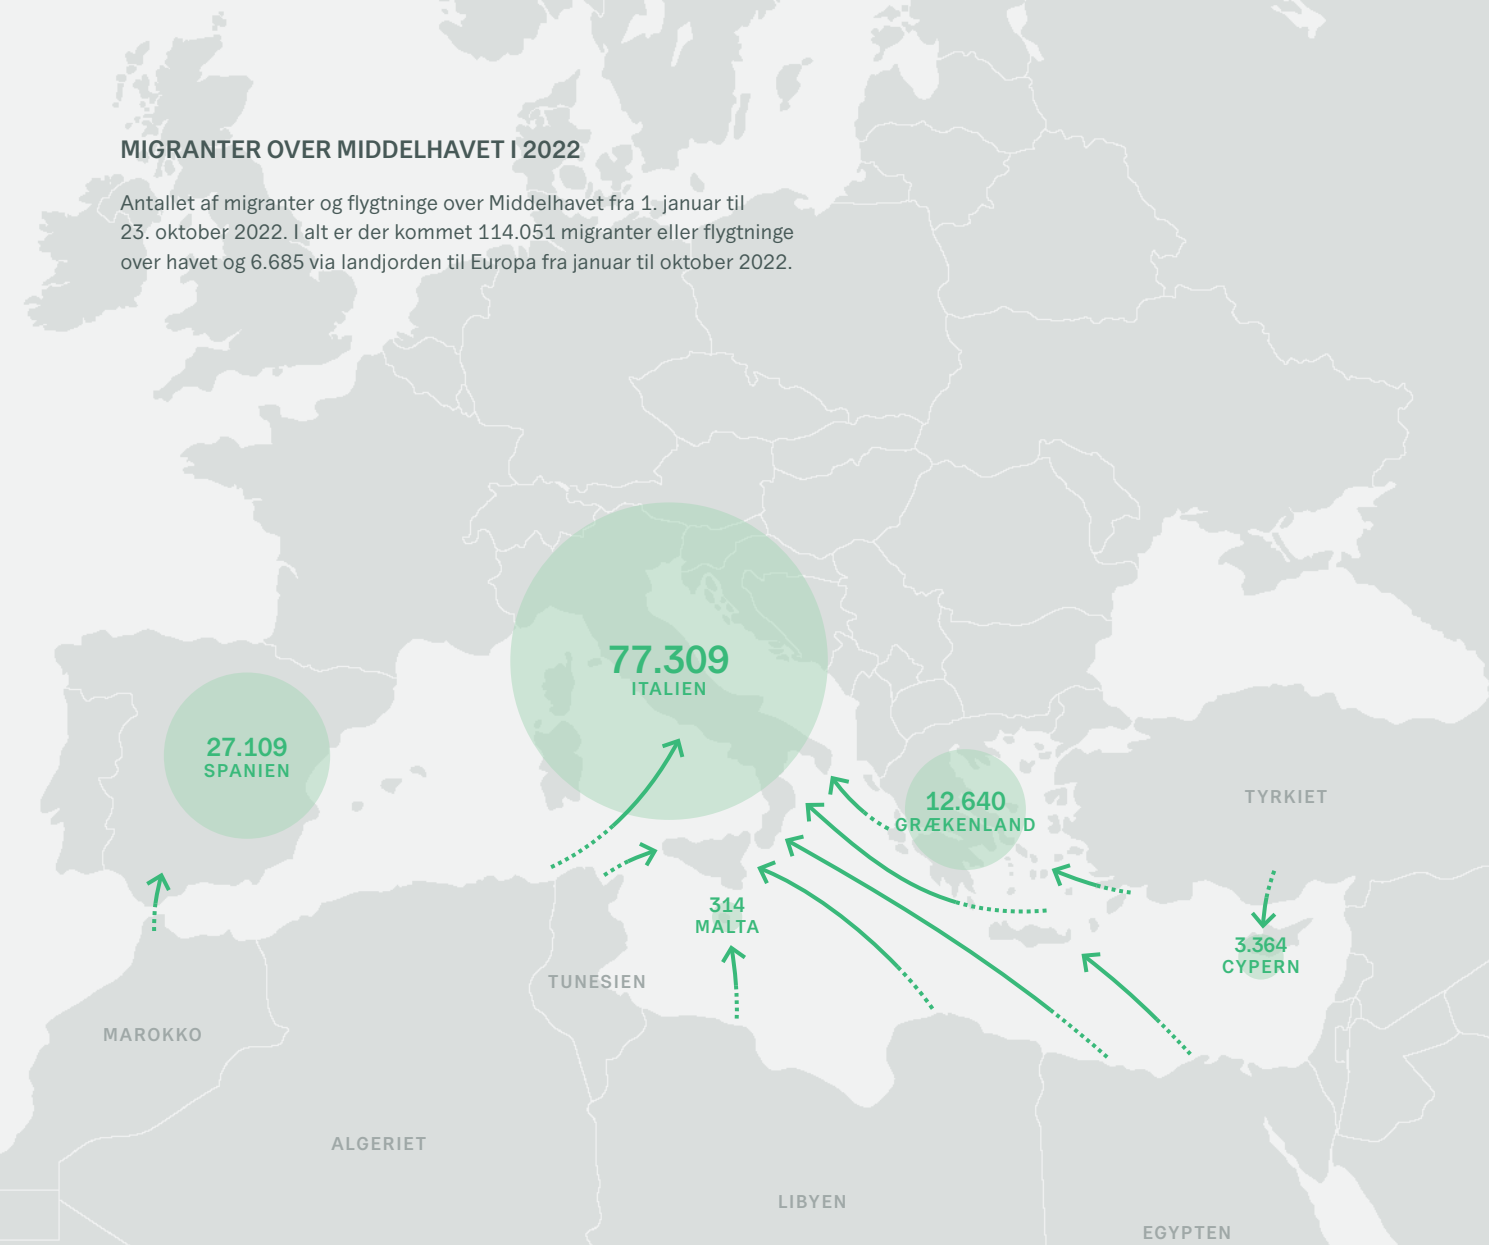 MIGRANTER OVER MIDDELHAVET I 2022
Antallet af migranter og flygtninge over Middelhavet fra 1. januar til
23. oktober 2022. I alt er der kommet 114.051 migranter eller flygtninge
over havet og 6.685 via landjorden til Europa fra januar til oktober 2022.
77.309
ITALIEN
27.109
SPANIEN
12.640
GRÆKENLAND
TYRKIET
314
MALTA
3.364
CYPERN
TUNESIEN
MAROKKO
ALGERIET
LIBYEN
EGYPTEN